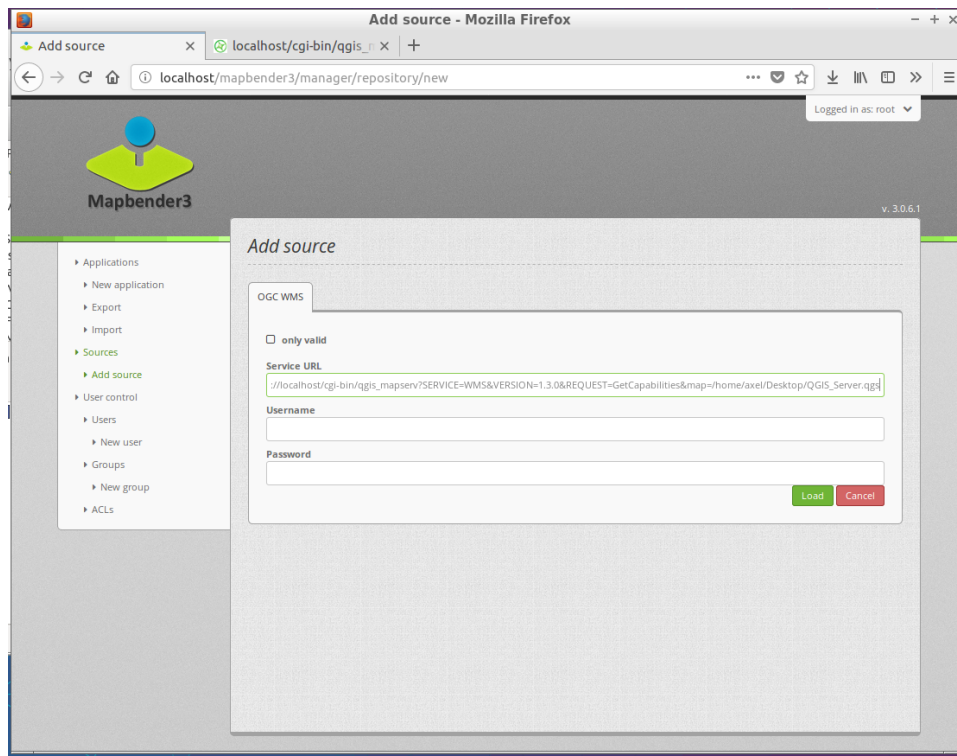 Add source - Mozilla Firefox
Add source
localhost/cgi-bin/qgis_
localhost/mapbender3/manager/repository/new
Logged in as: root
Mapbender3
v. 3.0.6.1
Applications
New application
Export
Import
Sources
Add source
User control
Users
New user
Groups
New group
ACLs
Add source
OGC WMS
only valid
Service URL
://localhost/cgi-bin/qgis_mapserv?SERVICE=WMS&VERSION=1.3.0&REQUEST=GetCapabilities&map=/home/axel/Desktop/QGIS_Server.qgs
Username
Password
Load Cancel